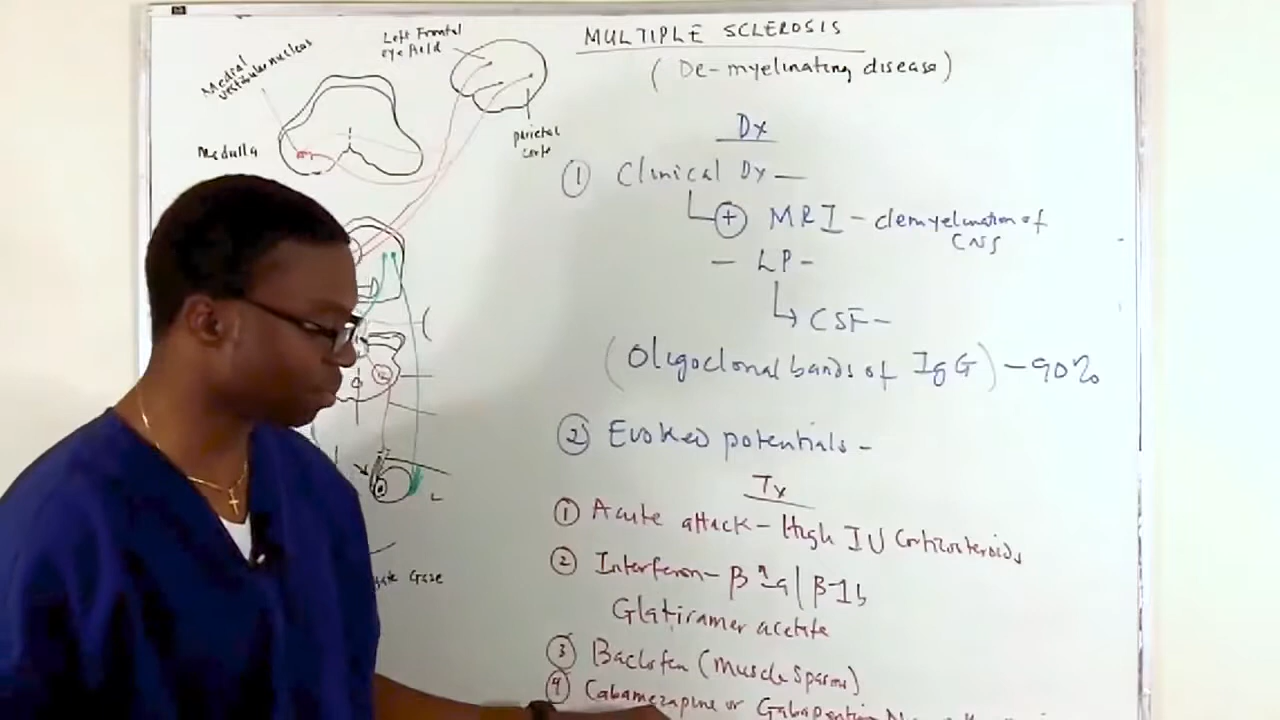 MULTIPLE SCLEROSIS
(De-myelinating disease)
Left Frontal
eye field
Medial
vestibular nucleus
Medulla
parietal
Dx
① Clinical Dx —
+ MRI - demyelination of
CNS
- LP -
CSF -
(Oligoclonal bands of IgG) - 90%
② Evoked potentials -
Tx
① Acute attack - High IV corticosteroids
② Interferon - β 1a | β-1b
Glatiramer acetate
③ Baclofen (muscle spasms)
④ Cabamezapine or Gabapentin
L
Gaze